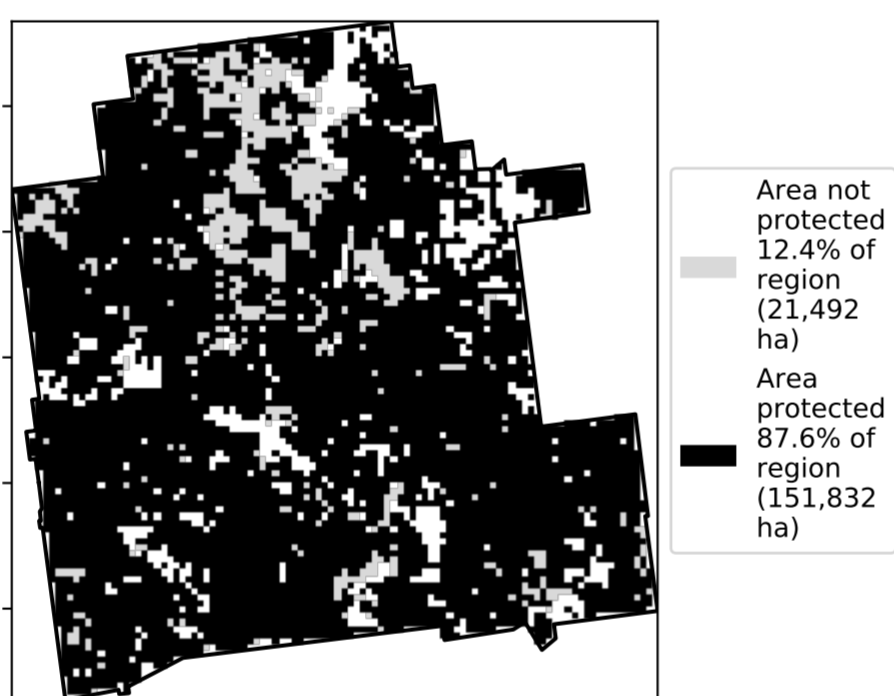 Area not
protected
12.4% of
region
(21,492
ha)
Area
protected
87.6% of
region
(151,832
ha)